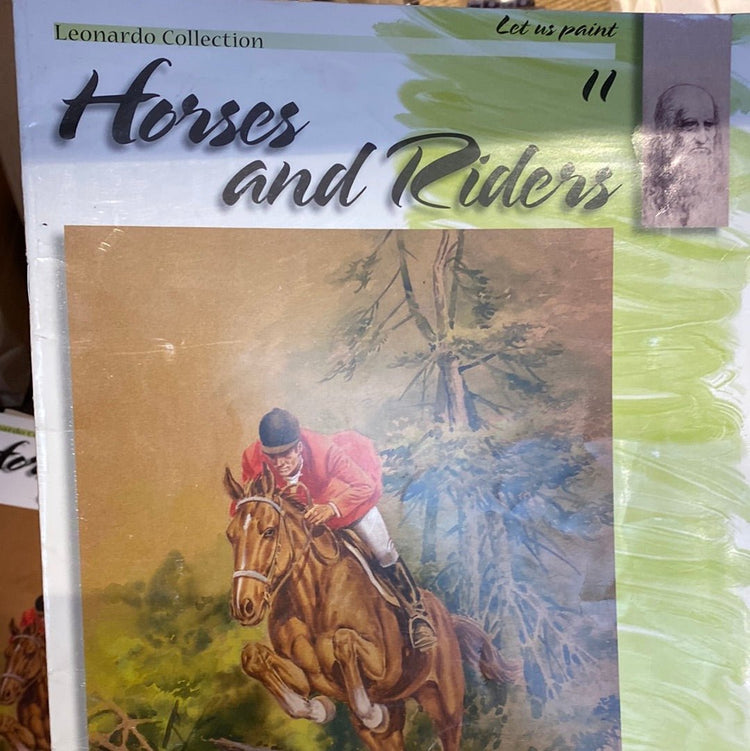 Leonardo Collection
Let us paint
11
Horses
and Riders